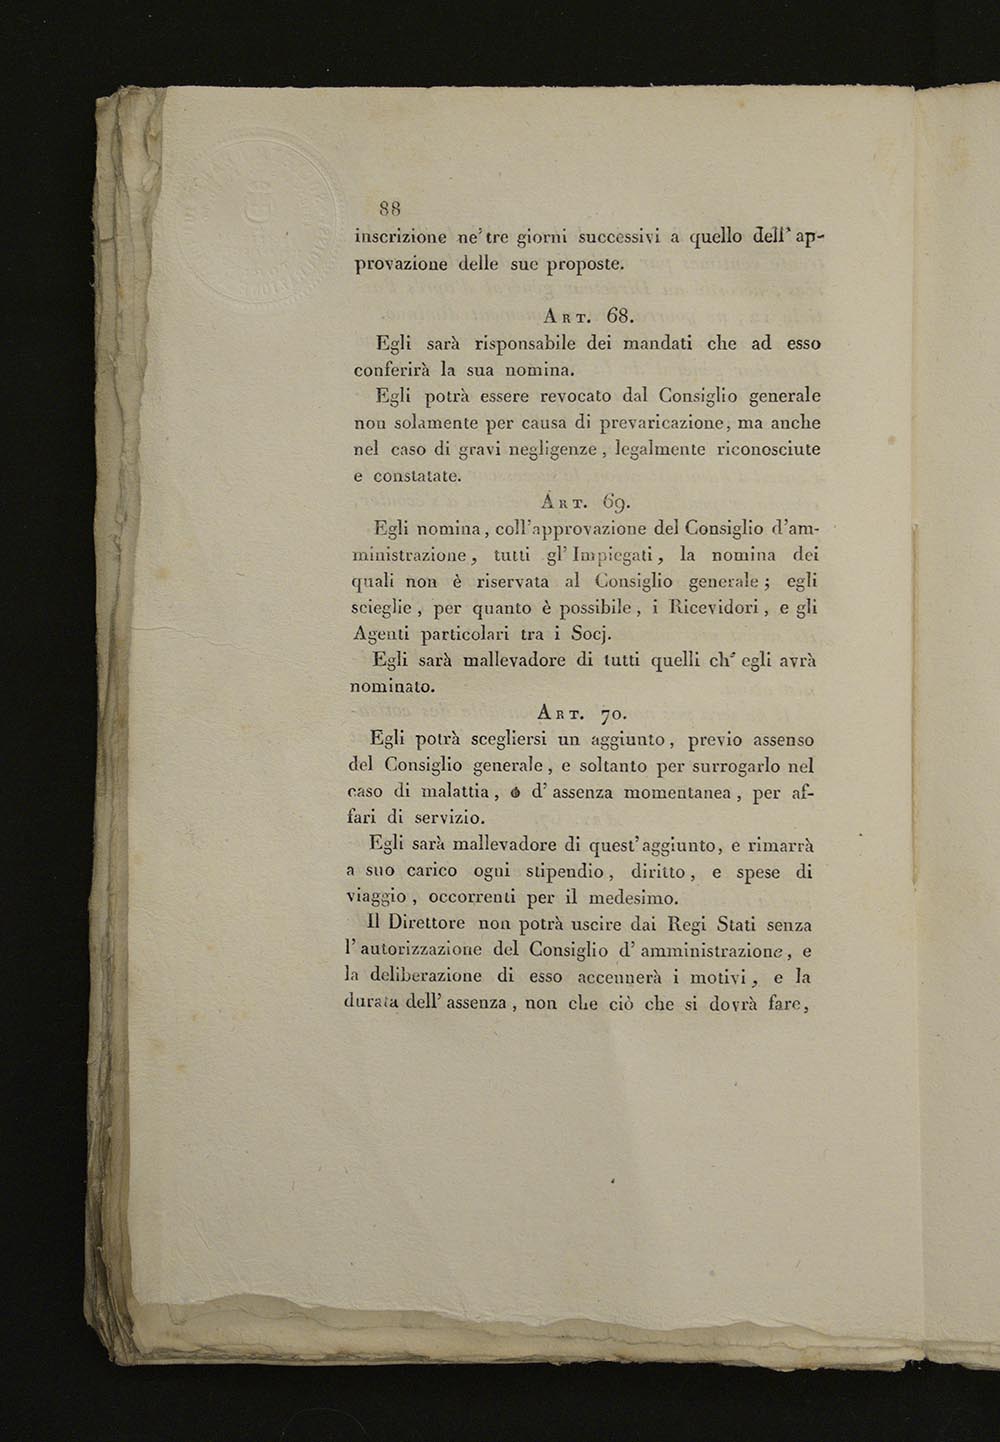 88
inscrizione ne' tre giorni successivi a quello dell' ap-
provazione delle sue proposte.
ART. 68.
Egli sarà risponsabile dei mandati che ad esso
conferirà la sua nomina.
Egli potrà essere revocato dal Consiglio generale
non solamente per causa di prevaricazione, ma anche
nel caso di gravi negligenze, legalmente riconosciute
e constatate.
ART. 69.
Egli nomina, coll'approvazione del Consiglio d'am-
ministrazione, tutti gl' Impiegati, la nomina dei
quali non è riservata al Consiglio generale; egli
scieglie, per quanto è possibile, i Ricevidori, e gli
Agenti particolari tra i Socj.
Egli sarà mallevadore di tutti quelli ch' egli avrà
nominato.
ART. 70.
Egli potrà scegliersi un aggiunto, previo assenso
del Consiglio generale, e soltanto per surrogarlo nel
caso di malattia, ó d' assenza momentanea, per af-
fari di servizio.
Egli sarà mallevadore di quest' aggiunto, e rimarrà
a suo carico ogni stipendio, diritto, e spese di
viaggio, occorrenti per il medesimo.
Il Direttore non potrà uscire dai Regi Stati senza
l' autorizzazione del Consiglio d' amministrazione, e
la deliberazione di esso accennerà i motivi, e la
durata dell' assenza, non che ciò che si dovrà fare,